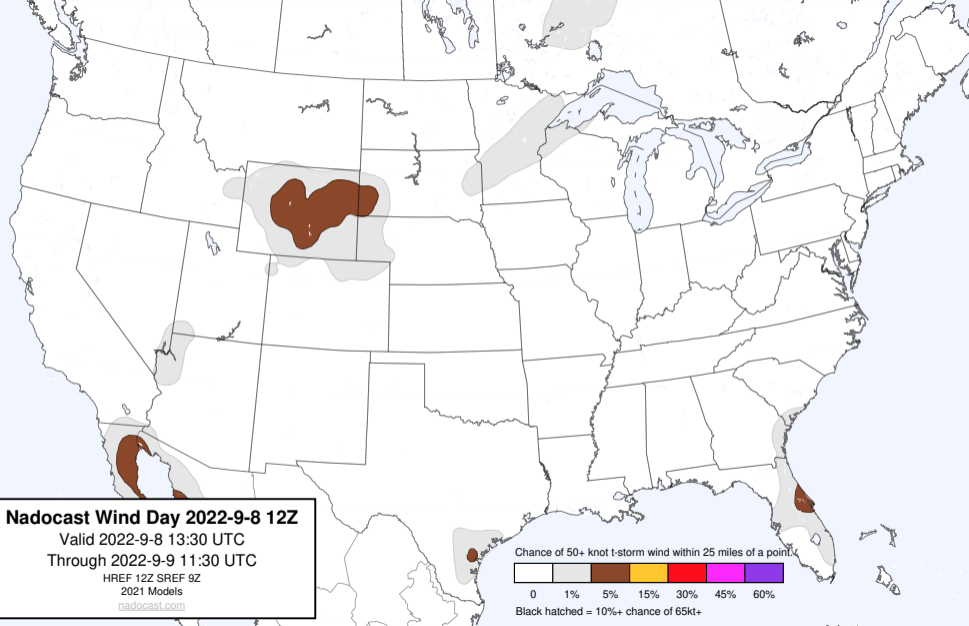 Nadocast Wind Day 2022-9-8 12Z
Valid 2022-9-8 13:30 UTC
Through 2022-9-9 11:30 UTC
HREF 12Z SREF 9Z
2021 Models
nadocast.com
Chance of 50+ knot t-storm wind within 25 miles of a point.
0 1% 5% 15% 30% 45% 60%
Black hatched = 10%+ chance of 65kt+